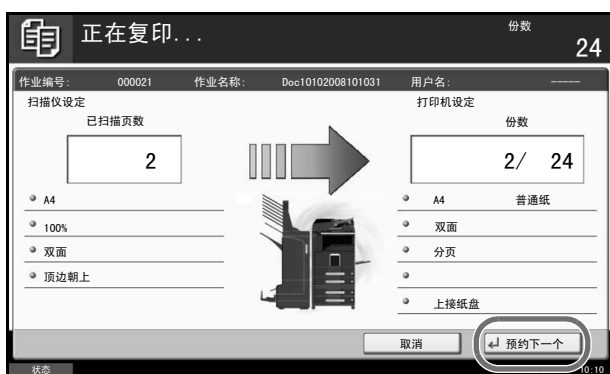 正在复印...
份数
24
作业编号: 000021 作业名称: Doc10102008101031 用户名: -----
扫描仪设定 打印机设定
已扫描页数 份数
2 2/ 24
A4 A4 普通纸
100% 双面
双面 分页
顶边朝上
上接纸盘
取消 预约下一个
状态 10:10